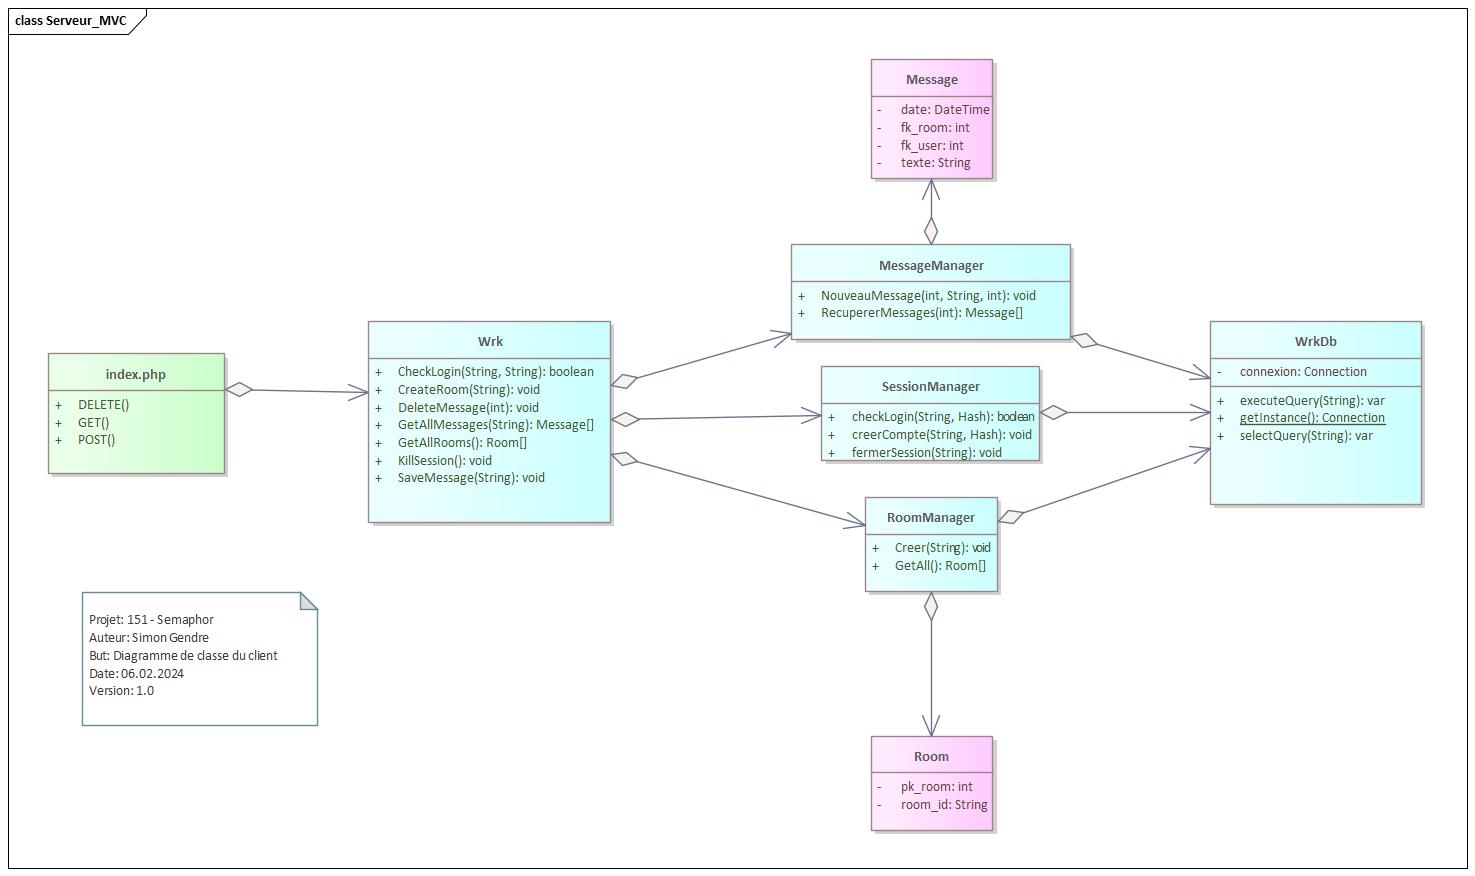 class Serveur_MVC
Message
- date: DateTime
- fk_room: int
- fk_user: int
- texte: String
MessageManager
+ NouveauMessage(int, String, int): void
+ RecupererMessages(int): Message[]
index.php
+ DELETE()
+ GET()
+ POST()
Wrk
+ CheckLogin(String, String): boolean
+ CreateRoom(String): void
+ DeleteMessage(int): void
+ GetAllMessages(String): Message[]
+ GetAllRooms(): Room[]
+ KillSession(): void
+ SaveMessage(String): void
SessionManager
+ checkLogin(String, Hash): boolean
+ creerCompte(String, Hash): void
+ fermerSession(String): void
WrkDb
- connexion: Connection
+ executeQuery(String): var
+ getInstance(): Connection
+ selectQuery(String): var
RoomManager
+ Creer(String): void
+ GetAll(): Room[]
Projet: 151 - Semaphor
Auteur: Simon Gendre
But: Diagramme de classe du client
Date: 06.02.2024
Version: 1.0
Room
- pk_room: int
- room_id: String